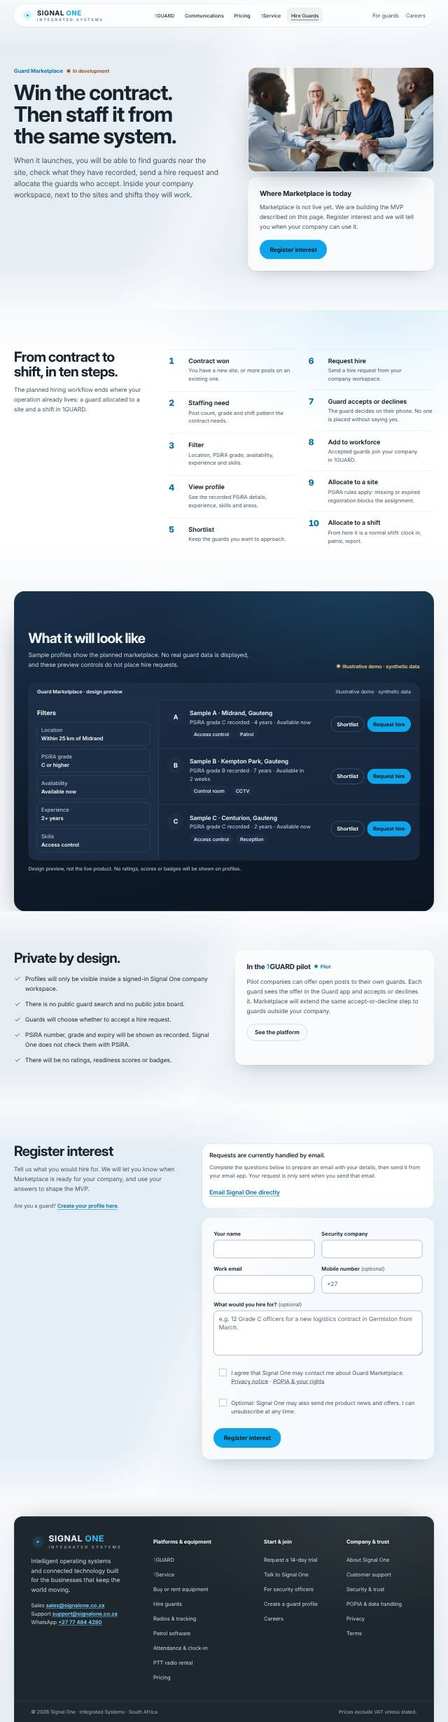 SIGNAL ONE
INTEGRATED SYSTEMS
1GUARD
Communications
Pricing
1Service
Hire Guards
For guards
Careers
Guard Marketplace
In development
Win the contract.
Then staff it from
the same system.
When it launches, you will be able to find guards near the
site, check what they have recorded, send a hire request and
allocate the guards who accept. Inside your company
workspace, next to the sites and shifts they will work.
Where Marketplace is today
Marketplace is not live yet. We are building the MVP
described on this page. Register interest and we will tell
you when your company can use it.
Register interest
From contract to
shift, in ten steps.
The planned hiring workflow ends where your
operation already lives: a guard allocated to a
site and a shift in 1GUARD.
1 Contract won
You have a new site, or more posts on an
existing one.
2 Staffing need
Post count, grade and shift pattern the
contract needs.
3 Filter
Location, PSiRA grade, availability,
experience and skills.
4 View profile
See the recorded PSiRA details,
experience, skills and areas.
5 Shortlist
Keep the guards you want to approach.
6 Request hire
Send a hire request from your
company workspace.
7 Guard accepts or declines
The guard decides on their phone. No one
is placed without saying yes.
8 Add to workforce
Accepted guards join your company
in 1GUARD.
9 Allocate to a site
PSiRA rules apply: missing or expired
registration blocks the assignment.
10 Allocate to a shift
From here it is a normal shift: clock in,
patrol, report.
What it will look like
Sample profiles show the planned marketplace. No real guard data is displayed,
and these preview controls do not place hire requests.
Illustrative demo · synthetic data
Guard Marketplace · design preview
Illustrative demo · synthetic data
Filters
Location
Within 25 km of Midrand
PSiRA grade
C or higher
Availability
Available now
Experience
2+ years
Skills
Access control
A
Sample A · Midrand, Gauteng
PSiRA grade C recorded · 4 years · Available now
Access control
Patrol
Shortlist
Request hire
B
Sample B · Kempton Park, Gauteng
PSiRA grade B recorded · 7 years · Available in
2 weeks
Control room
CCTV
Shortlist
Request hire
C
Sample C · Centurion, Gauteng
PSiRA grade C recorded · 2 years · Available now
Access control
Reception
Shortlist
Request hire
Design preview, not the live product. No ratings, scores or badges will be shown on profiles.
Private by design.
Profiles will only be visible inside a signed-in Signal One company
workspace.
There is no public guard search and no public jobs board.
Guards will choose whether to accept a hire request.
PSiRA number, grade and expiry will be shown as recorded. Signal
One does not check them with PSiRA.
There will be no ratings, readiness scores or badges.
In the 1GUARD pilot
Pilot
Pilot companies can offer open posts to their own guards. Each
guard sees the offer in the Guard app and accepts or declines
it. Marketplace will extend the same accept-or-decline step to
guards outside your company.
See the platform
Register interest
Tell us what you would hire for. We will let you know when
Marketplace is ready for your company, and use your
answers to shape the MVP.
Are you a guard? Create your profile here.
Requests are currently handled by email.
Complete the questions below to prepare an email with your details, then send it from
your email app. Your request is only sent when you send that email.
Email Signal One directly
Your name
Security company
Work email
Mobile number (optional)
+27
What would you hire for? (optional)
e.g. 12 Grade C officers for a new logistics contract in Germiston from
March.
I agree that Signal One may contact me about Guard Marketplace.
Privacy notice · POPIA & your rights
Optional: Signal One may also send me product news and offers. I can
unsubscribe at any time.
Register interest
SIGNAL ONE
INTEGRATED SYSTEMS
Intelligent operating systems
and connected technology built
for the businesses that keep the
world moving.
Sales sales@signalone.co.za
Support support@signalone.co.za
WhatsApp +27 77 484 4280
Platforms & equipment
1GUARD
1Service
Buy or rent equipment
Hire guards
Radios & tracking
Patrol software
Attendance & clock-in
PTT radio rental
Pricing
Start & join
Request a 14-day trial
Talk to Signal One
For security officers
Create a guard profile
Careers
Company & trust
About Signal One
Customer support
Security & trust
POPIA & data handling
Privacy
Terms
© 2026 Signal One · Integrated Systems · South Africa
Prices exclude VAT unless stated.